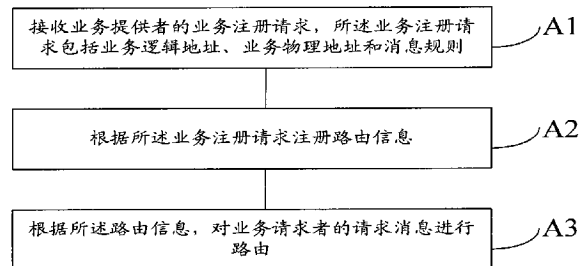 接收业务提供者的业务注册请求，所述业务注册请
求包括业务逻辑地址、业务物理地址和消息规则
A1
根据所述业务注册请求注册路由信息
A2
根据所述路由信息，对业务请求者的请求消息进行
路由
A3